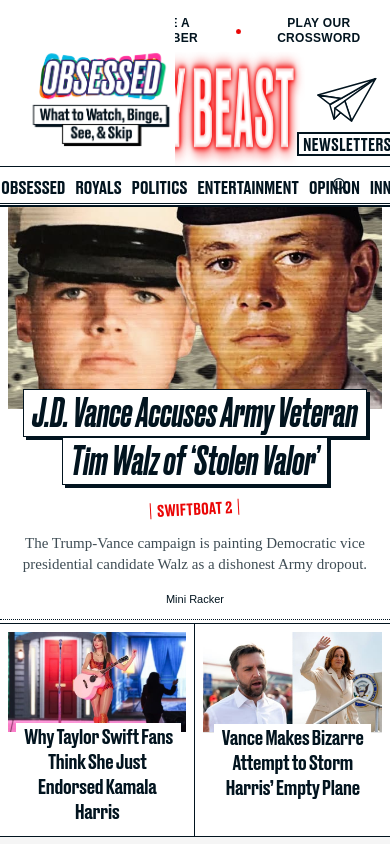 E A
BER
PLAY OUR
CROSSWORD
OBSESSED
What to Watch, Binge,
See, & Skip
Y BEAST
NEWSLETTERS
OBSESSED ROYALS POLITICS ENTERTAINMENT OPINION INN
J.D. Vance Accuses Army Veteran
Tim Walz of ‘Stolen Valor’
SWIFTBOAT 2
The Trump-Vance campaign is painting Democratic vice
presidential candidate Walz as a dishonest Army dropout.
Mini Racker
Why Taylor Swift Fans
Think She Just
Endorsed Kamala
Harris
Vance Makes Bizarre
Attempt to Storm
Harris’ Empty Plane